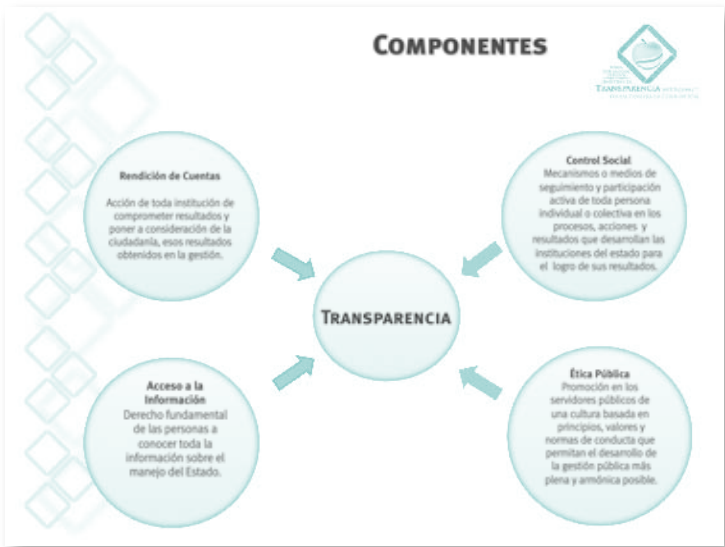 COMPONENTES
TRANSPARENCIA
Rendición de Cuentas
Acción de toda institución de
comprometer resultados y
poner a consideración de la
ciudadanía, esos resultados
obtenidos en la gestión.
Control Social
Mecanismos o medios de
seguimiento y participación
activa de toda persona
individual o colectiva en los
procesos, acciones y
resultados que desarrollan las
instituciones del estado para
el logro de sus resultados.
TRANSPARENCIA
Acceso a la
Información
Derecho fundamental
de las personas a
conocer toda la
información sobre el
manejo del Estado.
Ética Pública
Promoción en los
servidores públicos de
una cultura basada en
principios, valores y
normas de conducta que
permitan el desarrollo de
la gestión pública más
plena y armónica posible.